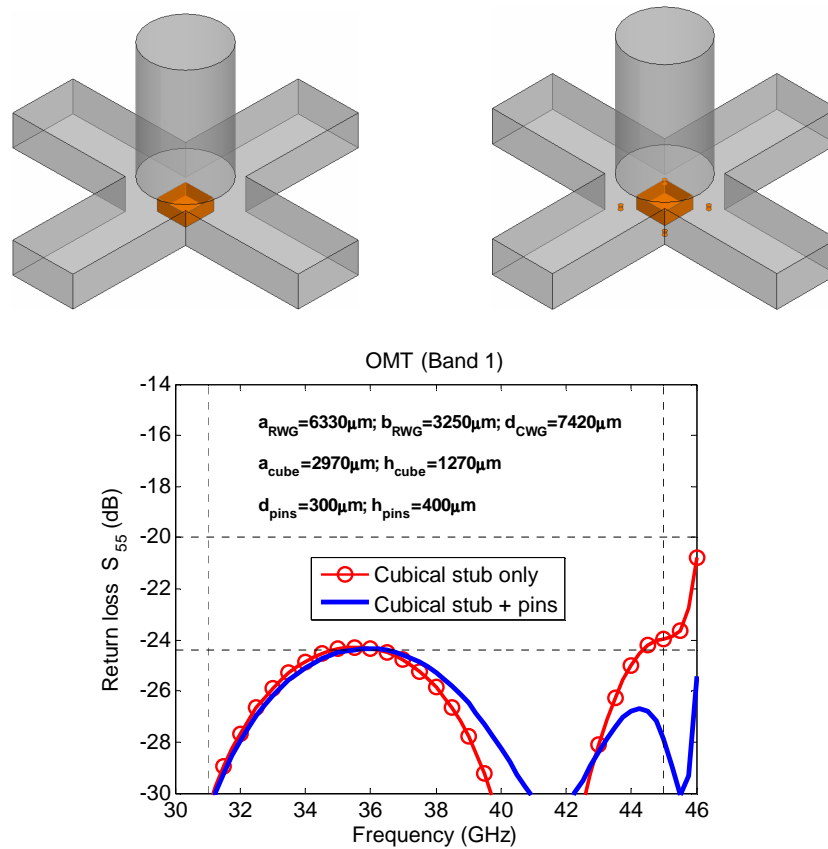 OMT (Band 1)
-14
-16
-18
-20
-22
-24
-26
-28
-30
Return loss S55 (dB)
aRWG=6330μm; bRWG=3250μm; dCWG=7420μm
acube=2970μm; hcube=1270μm
dpins=300μm; hpins=400μm
Cubical stub only
Cubical stub + pins
30 32 34 36 38 40 42 44 46
Frequency (GHz)